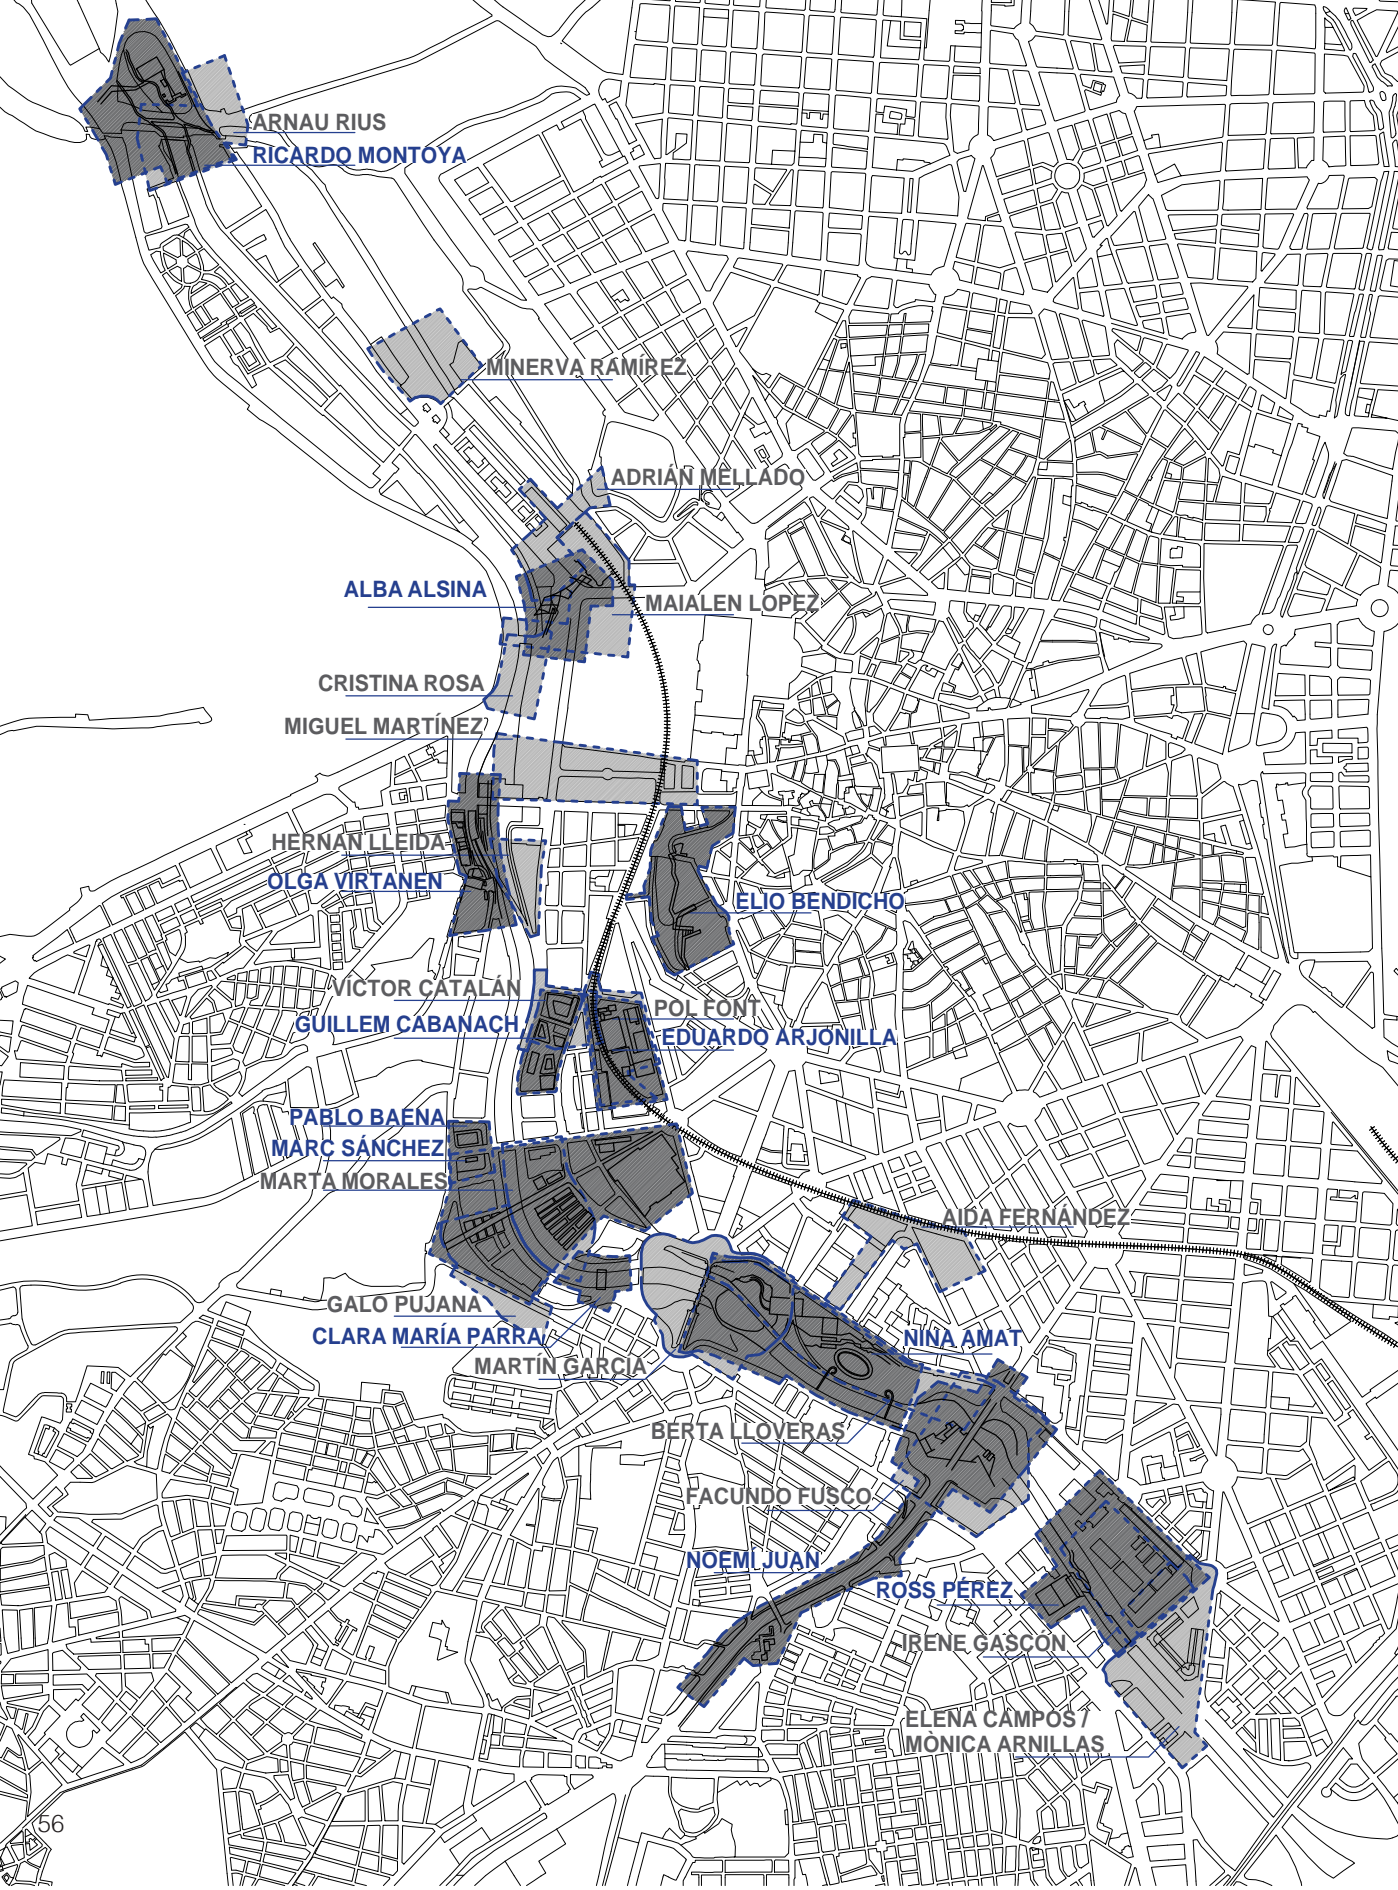 ARNAU RIUS
RICARDO MONTOYA
MINERVA RAMÍREZ
ADRIÁN MELLADO
ALBA ALSINA
MAIALEN LOPEZ
CRISTINA ROSA
MIGUEL MARTÍNEZ
HERNAN LLEIDA
OLGA VIRTANEN
ELIO BENDICHO
VÍCTOR CATALÁN
POL FONT
GUILLEM CABANACH
EDUARDO ARJONILLA
PABLO BAENA
MARC SÁNCHEZ
MARTA MORALES
AIDA FERNÁNDEZ
GALO PUJANA
CLARA MARÍA PARRA
NINA AMAT
MARTÍN GARCÍA
BERTA LLOVERAS
FACUNDO FUSCO
NOEMI JUAN
ROSS PÉREZ
IRENE GASCÓN
ELENA CAMPOS /
MÒNICA ARNILLAS
56